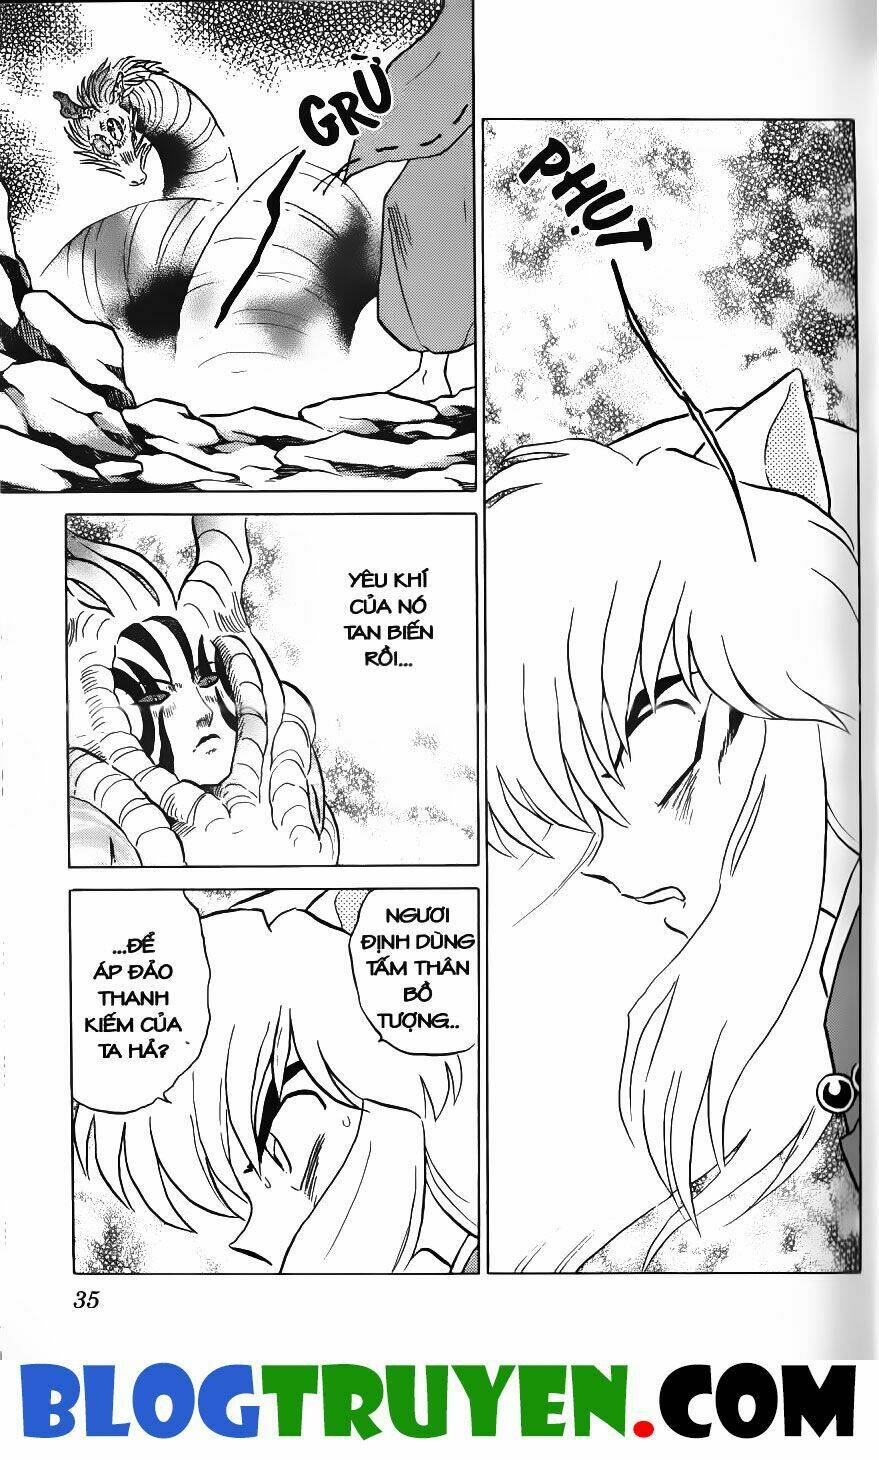 PHỤT
GRỪ
YÊU KHÍ
CỦA NÓ
TAN BIẾN
RỒI...
NGƯƠI
ĐỊNH DÙNG
TẤM THÂN
BỒ
TƯỢNG...
...ĐỂ
ÁP ĐẢO
THANH
KIẾM CỦA
TA HẢ?
35
BLOGTRUYEN.COM